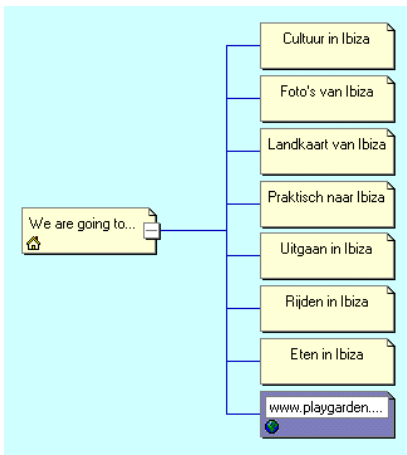 Cultuur in Ibiza
Foto's van Ibiza
Landkaart van Ibiza
Praktisch naar Ibiza
We are going to...
Uitgaan in Ibiza
Rijden in Ibiza
Eten in Ibiza
www.playgarden....